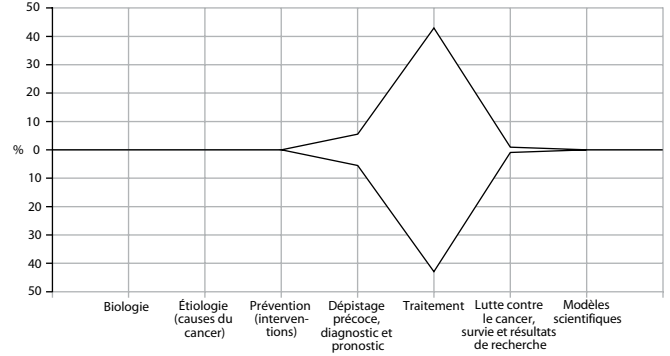 50
40
30
20
10
% 0
10
20
30
40
50
Biologie
Étiologie
(causes du
cancer)
Prévention
(interven-
tions)
Dépistage
précoce,
diagnostic et
pronostic
Traitement
Lutte contre
le cancer,
survie et résultats
de recherche
Modèles
scientifiques